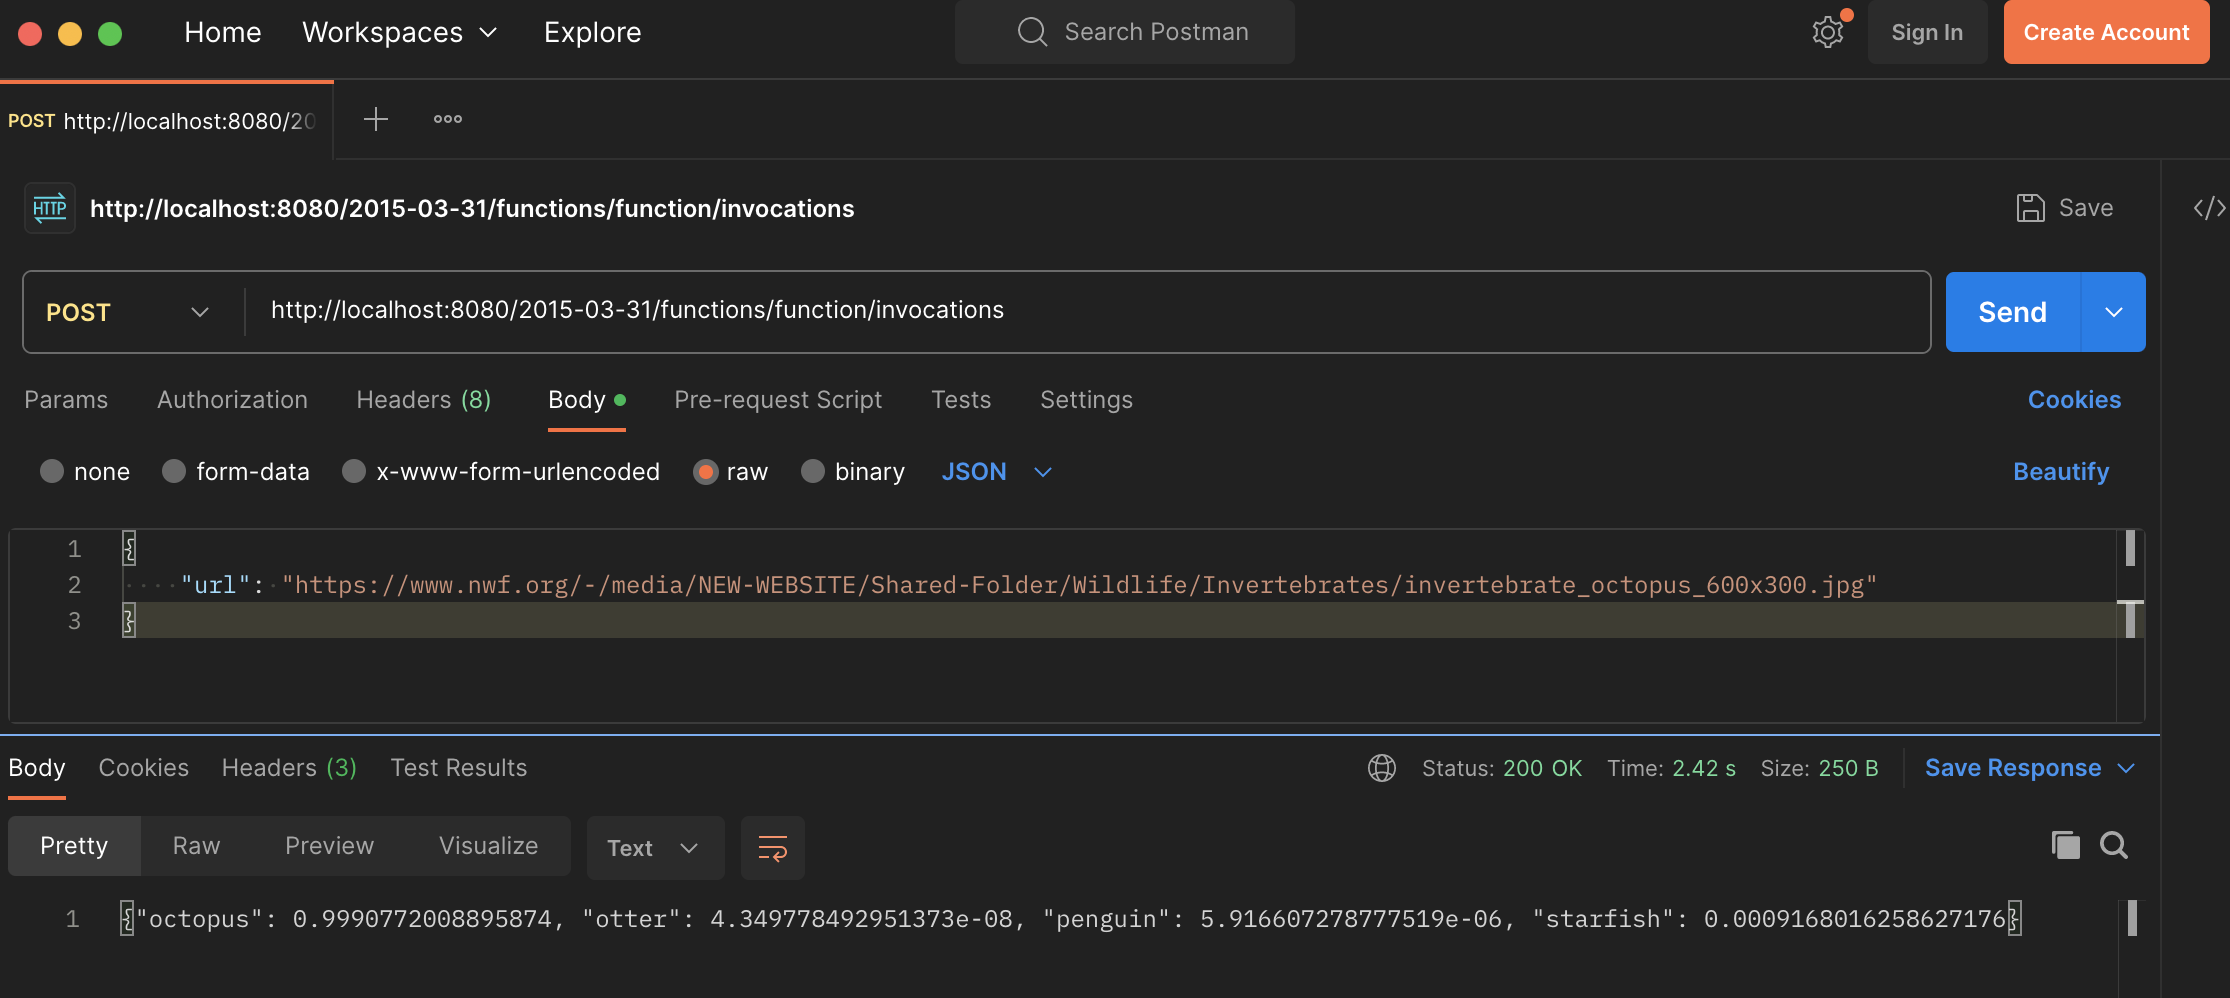 Home Workspaces Explore Search Postman Sign In Create Account
POST http://localhost:8080/20
HTTP http://localhost:8080/2015-03-31/functions/function/invocations Save </>
POST http://localhost:8080/2015-03-31/functions/function/invocations Send
Params Authorization Headers (8) Body Pre-request Script Tests Settings Cookies
none form-data x-www-form-urlencoded raw binary JSON Beautify
1 {
2 "url": "https://www.nwf.org/-/media/NEW-WEBSITE/Shared-Folder/Wildlife/Invertebrates/invertebrate_octopus_600x300.jpg"
3 }
Body Cookies Headers (3) Test Results Status: 200 OK Time: 2.42 s Size: 250 B Save Response
Pretty Raw Preview Visualize Text
1 {"octopus": 0.9990772008895874, "otter": 4.349778492951373e-08, "penguin": 5.916607278777519e-06, "starfish": 0.0009168016258627176}